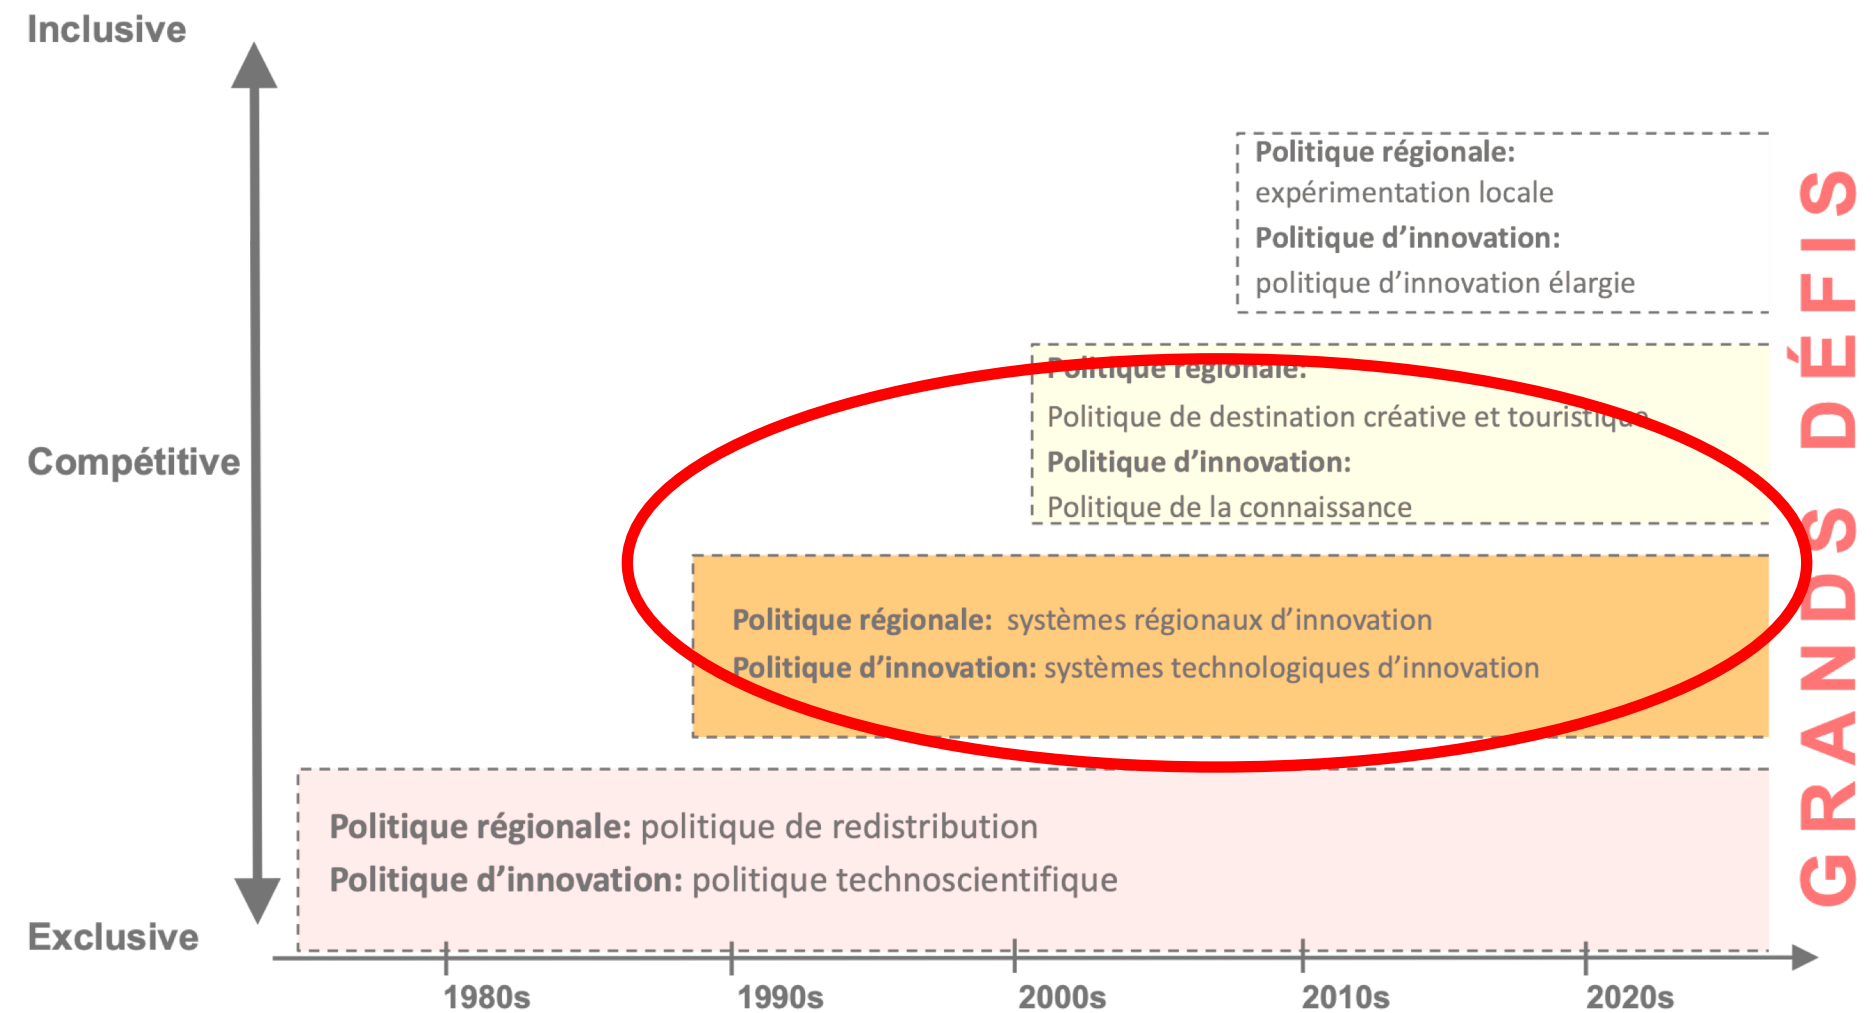 Inclusive
Politique régionale:
expérimentation locale
Politique d’innovation:
politique d’innovation élargie
Politique régionale:
Politique de destination créative et touristique
Compétitive
Politique d’innovation:
Politique de la connaissance
Politique régionale: systèmes régionaux d’innovation
Politique d’innovation: systèmes technologiques d’innovation
Politique régionale: politique de redistribution
Politique d’innovation: politique technoscientifique
Exclusive
1980s 1990s 2000s 2010s 2020s
GRANDS DÉFIS